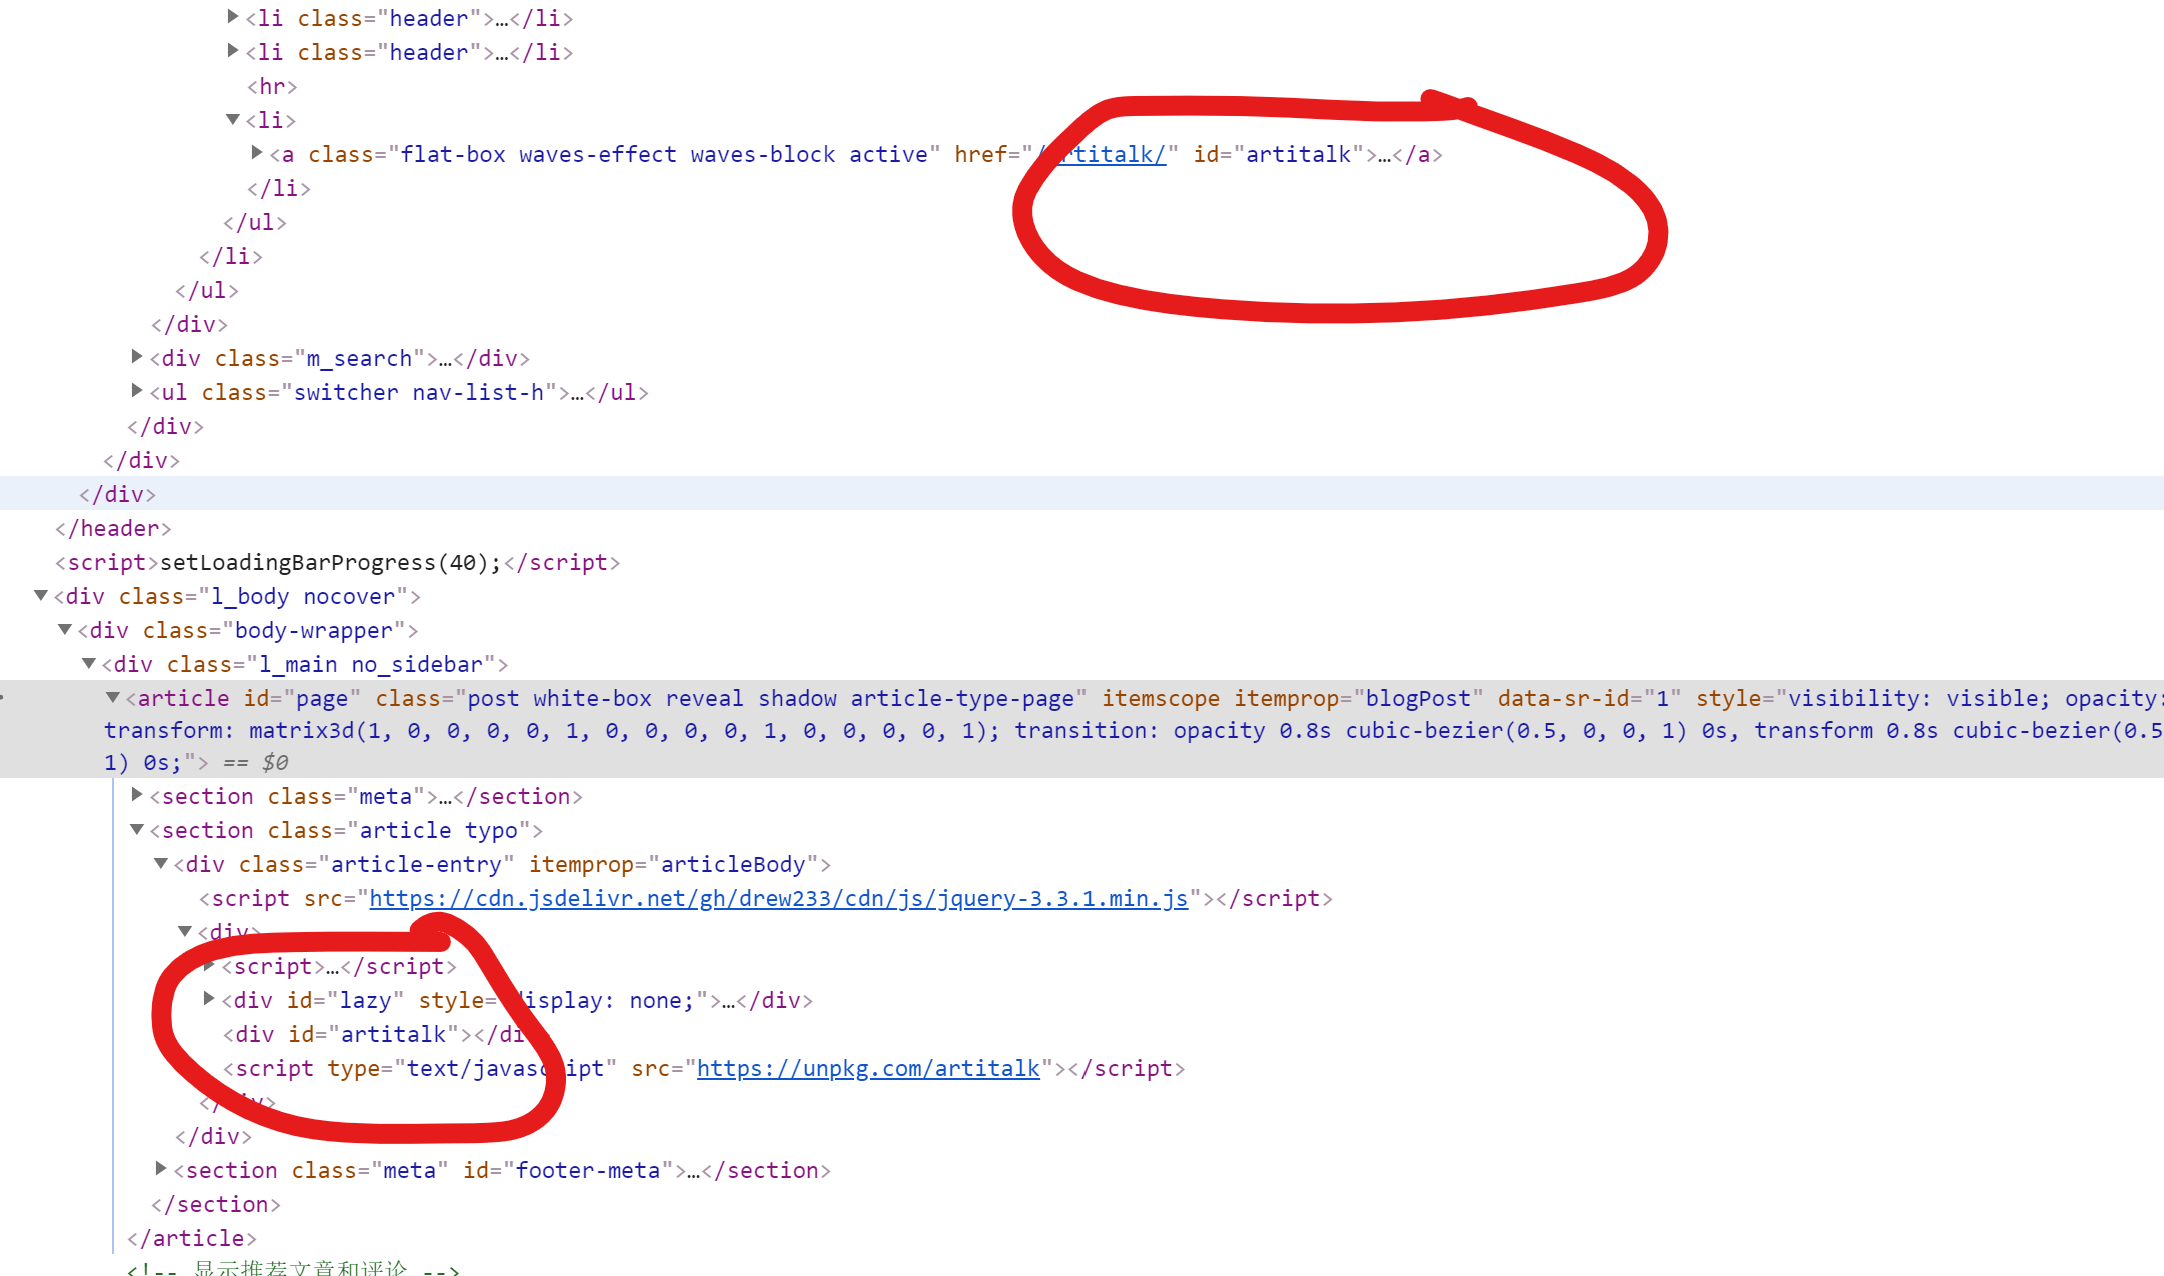 <li class="header">…</li>
<li class="header">…</li>
<hr>
<li>
<a class="flat-box waves-effect waves-block active" href="/artitalk/" id="artitalk">…</a>
</li>
</ul>
</li>
</ul>
</div>
<div class="m_search">…</div>
<ul class="switcher nav-list-h">…</ul>
</div>
</div>
</div>
</header>
<script>setLoadingBarProgress(40);</script>
<div class="l_body nocover">
<div class="body-wrapper">
<div class="l_main no_sidebar">
<article id="page" class="post white-box reveal shadow article-type-page" itemscope itemprop="blogPost" data-sr-id="1" style="visibility: visible; opacity:
transform: matrix3d(1, 0, 0, 0, 0, 1, 0, 0, 0, 0, 1, 0, 0, 0, 0, 1); transition: opacity 0.8s cubic-bezier(0.5, 0, 0, 1) 0s, transform 0.8s cubic-bezier(0.5
1) 0s;"> == $0
<section class="meta">…</section>
<section class="article typo">
<div class="article-entry" itemprop="articleBody">
<script src="https://cdn.jsdelivr.net/gh/drew233/cdn/js/jquery-3.3.1.min.js"></script>
<div>
<script>…</script>
<div id="lazy" style="display: none;">…</div>
<div id="artitalk"></div>
<script type="text/javascript" src="https://unpkg.com/artitalk"></script>
</div>
</div>
<section class="meta" id="footer-meta">…</section>
</section>
</article>
<!-- 显示推荐文章和评论 -->